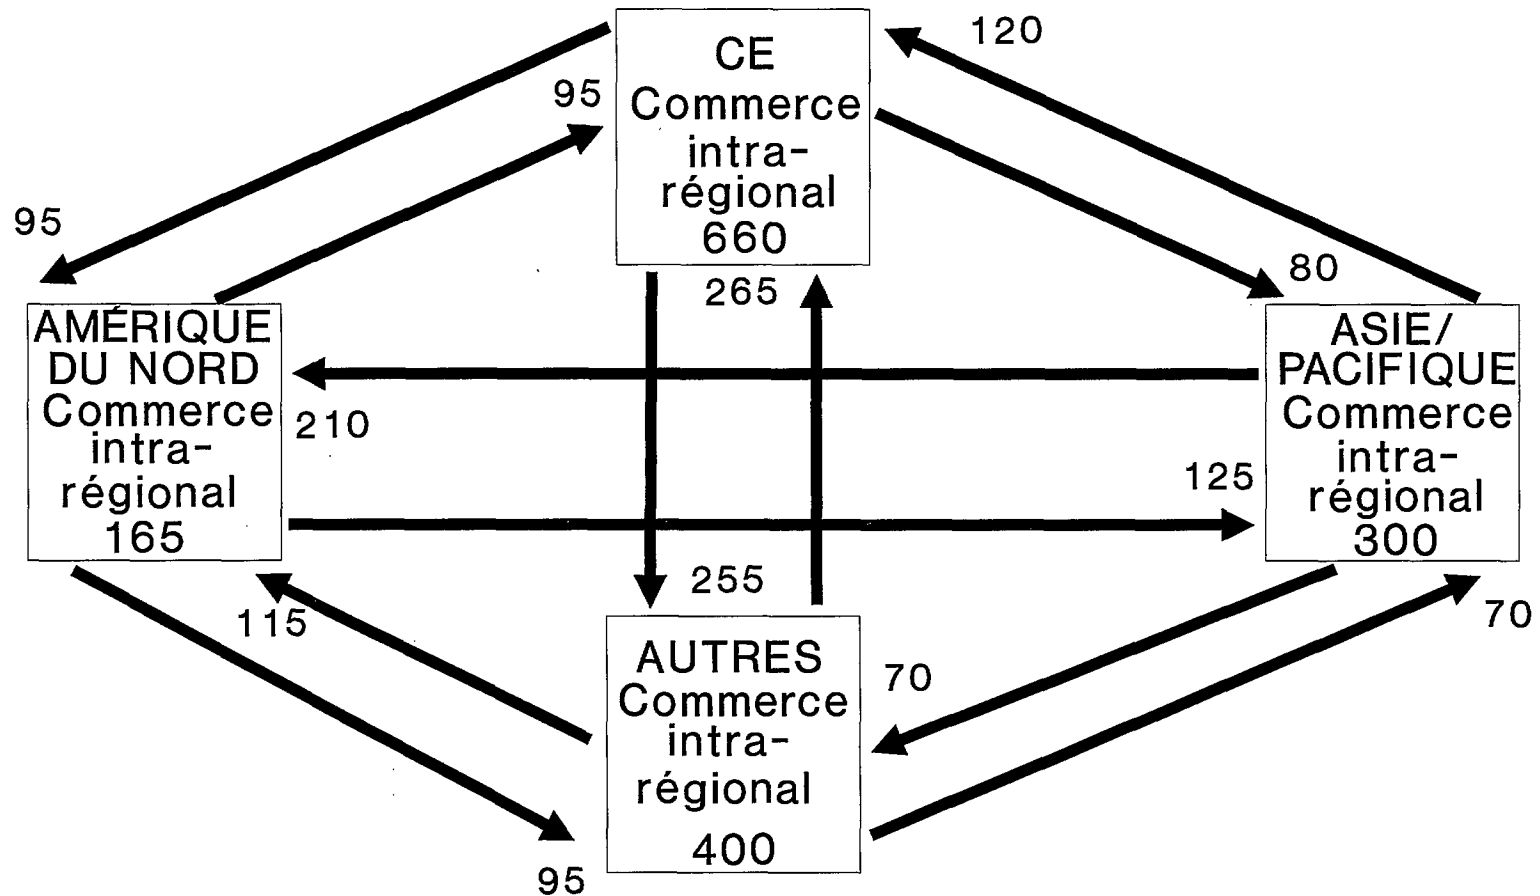 120
CE
Commerce
intra-
régional
660
95
95
80
265
AMÉRIQUE
DU NORD
Commerce
intra-
régional
165
ASIE/
PACIFIQUE
Commerce
intra-
régional
300
210
125
255
115
70
AUTRES
Commerce
intra-
régional
400
70
95